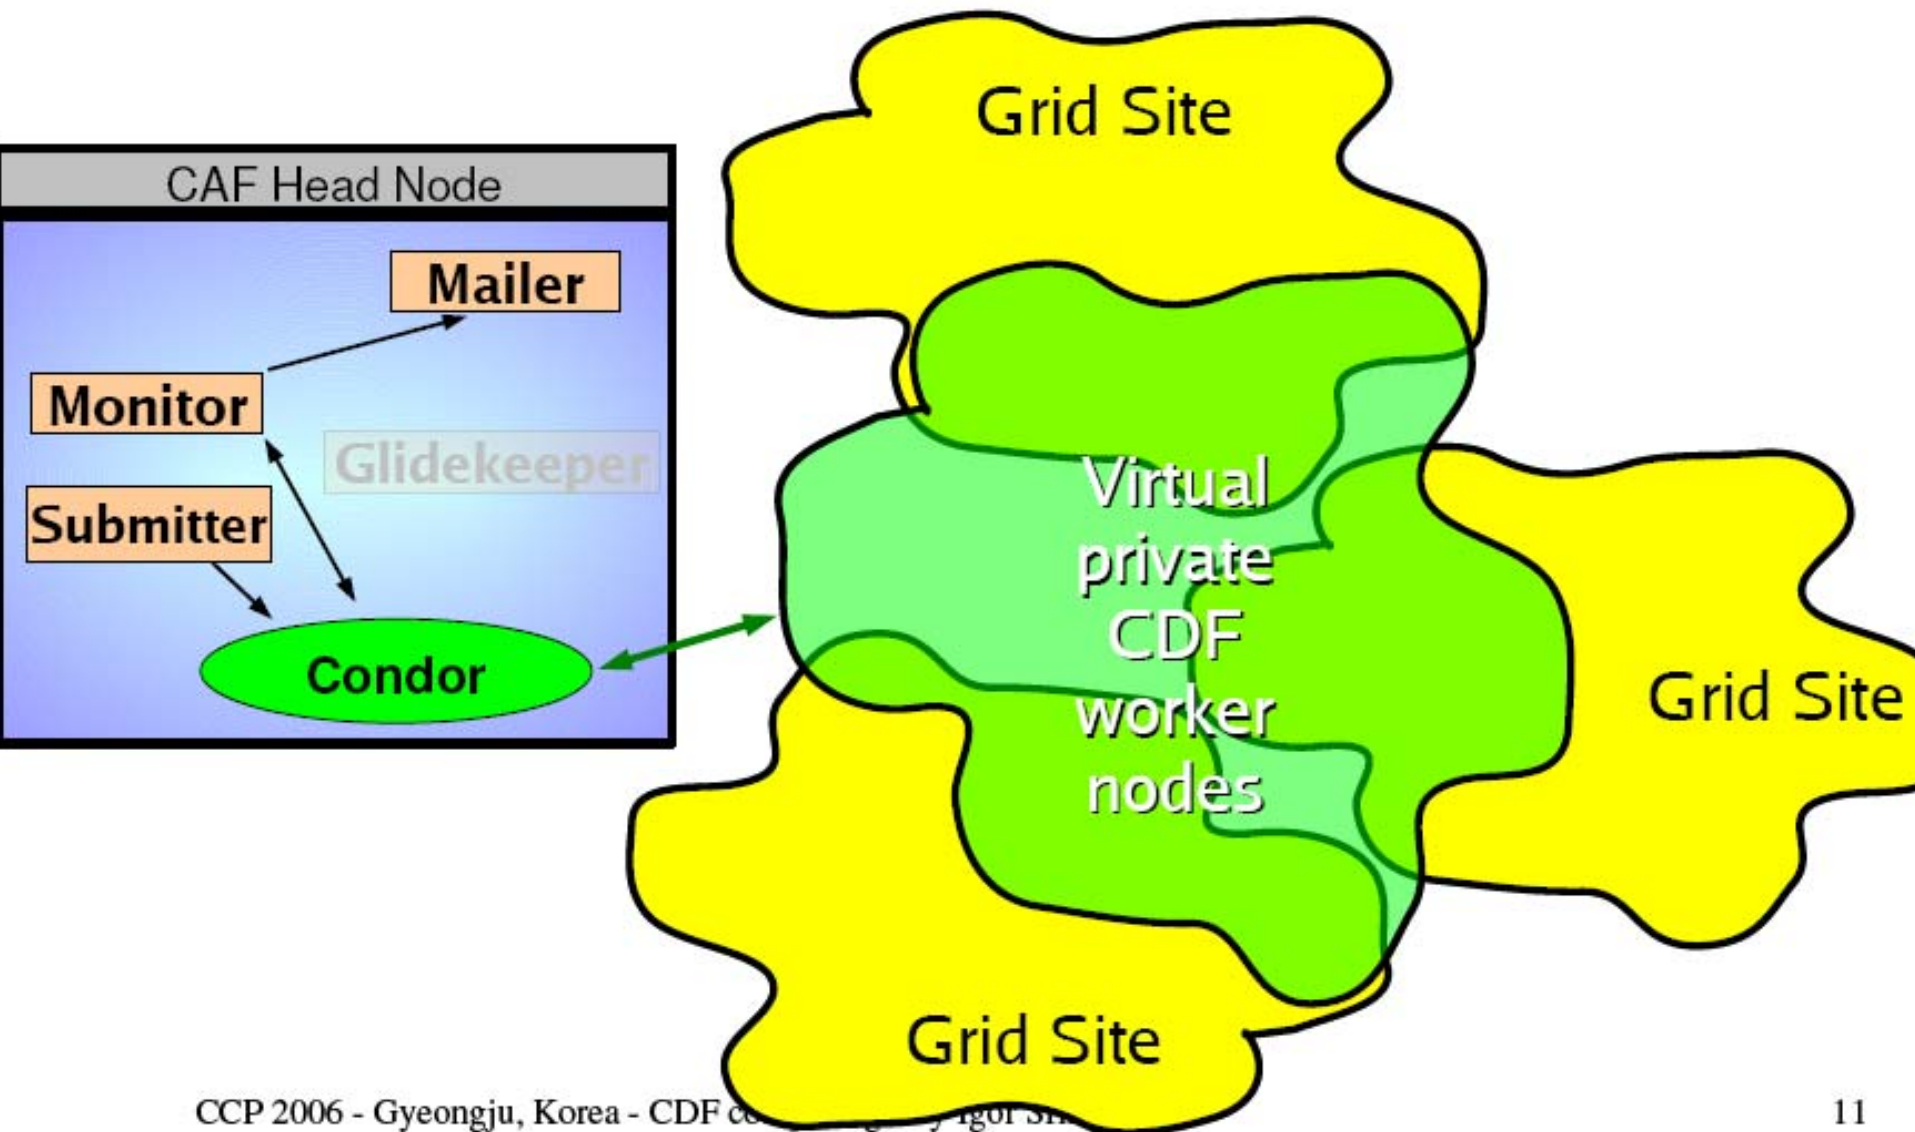 Grid Site
CAF Head Node
Mailer
Monitor
Glidekeeper
Submitter
Condor
Virtual
private
CDF
worker
nodes
Grid Site
Grid Site
CCP 2006 - Gyeongju, Korea - CDF Igor
11